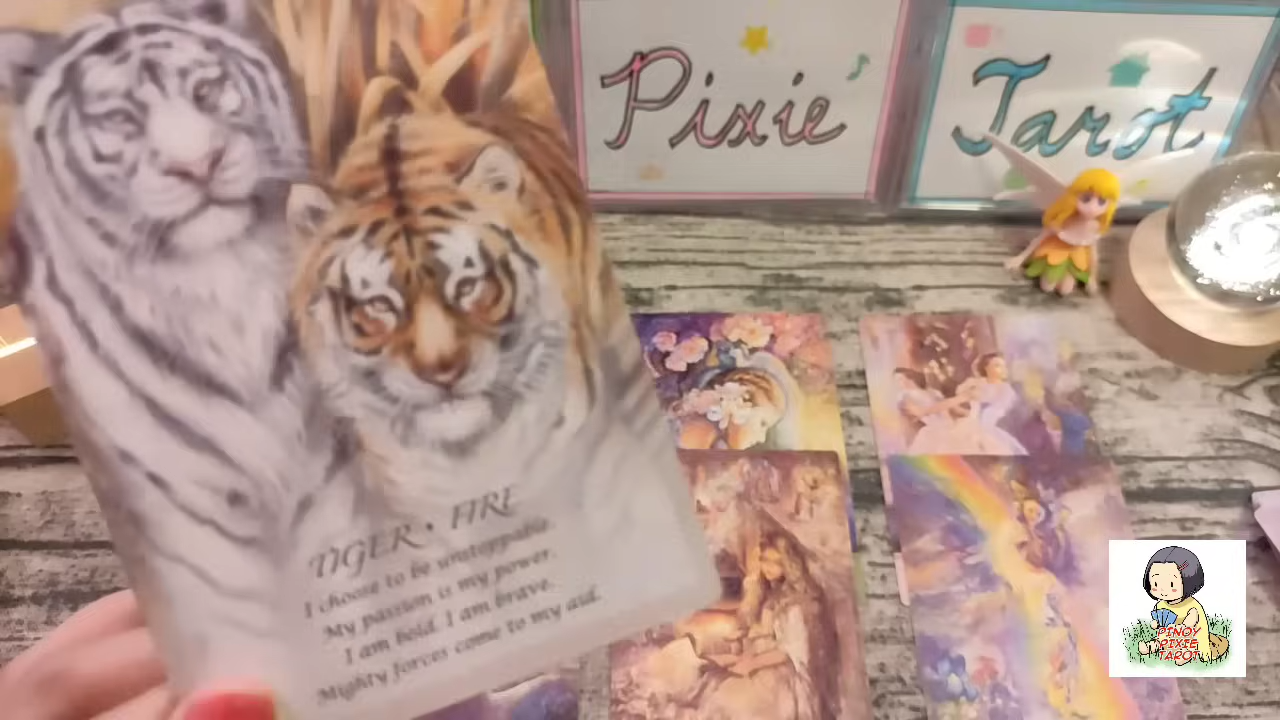 Pixie
Tarot
TIGER • FIRE
I choose to be unstoppable.
My passion is my power.
I am bold. I am brave.
Mighty forces come to my aid.
PINOY
PIXIE
TAROT